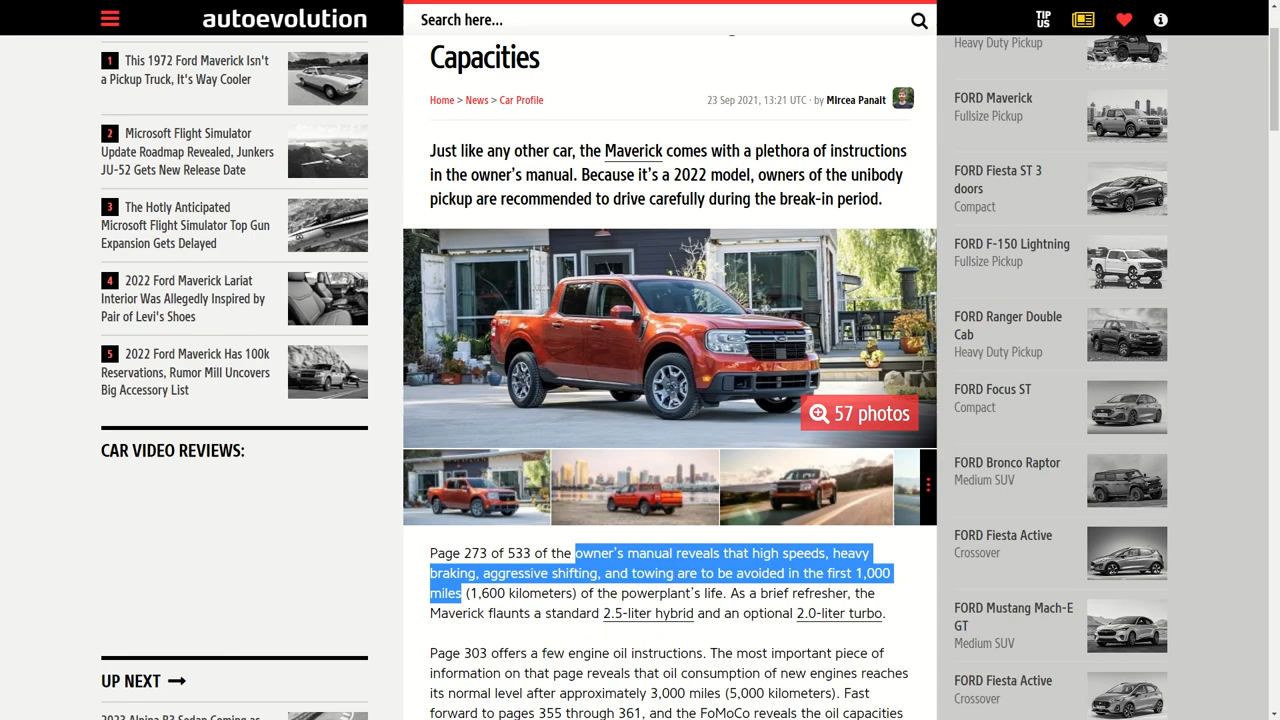 autoevolution
Search here...
TIP
US
1 This 1972 Ford Maverick Isn't
a Pickup Truck, It's Way Cooler
2 Microsoft Flight Simulator
Update Roadmap Revealed, Junkers
JU-52 Gets New Release Date
3 The Hotly Anticipated
Microsoft Flight Simulator Top Gun
Expansion Gets Delayed
4 2022 Ford Maverick Lariat
Interior Was Allegedly Inspired by
Pair of Levi's Shoes
5 2022 Ford Maverick Has 100k
Reservations, Rumor Mill Uncovers
Big Accessory List
CAR VIDEO REVIEWS:
UP NEXT
2023 Alpina B3 Sedan Coming as
Capacities
Home > News > Car Profile
23 Sep 2021, 13:21 UTC · by Mircea Panait
Just like any other car, the Maverick comes with a plethora of instructions
in the owner's manual. Because it's a 2022 model, owners of the unibody
pickup are recommended to drive carefully during the break-in period.
57 photos
Page 273 of 533 of the owner's manual reveals that high speeds, heavy
braking, aggressive shifting, and towing are to be avoided in the first 1,000
miles (1,600 kilometers) of the powerplant's life. As a brief refresher, the
Maverick flaunts a standard 2.5-liter hybrid and an optional 2.0-liter turbo.
Page 303 offers a few engine oil instructions. The most important piece of
information on that page reveals that oil consumption of new engines reaches
its normal level after approximately 3,000 miles (5,000 kilometers). Fast
forward to pages 355 through 361, and the FoMoCo reveals the oil capacities
Heavy Duty Pickup
FORD Maverick
Fullsize Pickup
FORD Fiesta ST 3
doors
Compact
FORD F-150 Lightning
Fullsize Pickup
FORD Ranger Double
Cab
Heavy Duty Pickup
FORD Focus ST
Compact
FORD Bronco Raptor
Medium SUV
FORD Fiesta Active
Crossover
FORD Mustang Mach-E
GT
Medium SUV
FORD Fiesta Active
Crossover